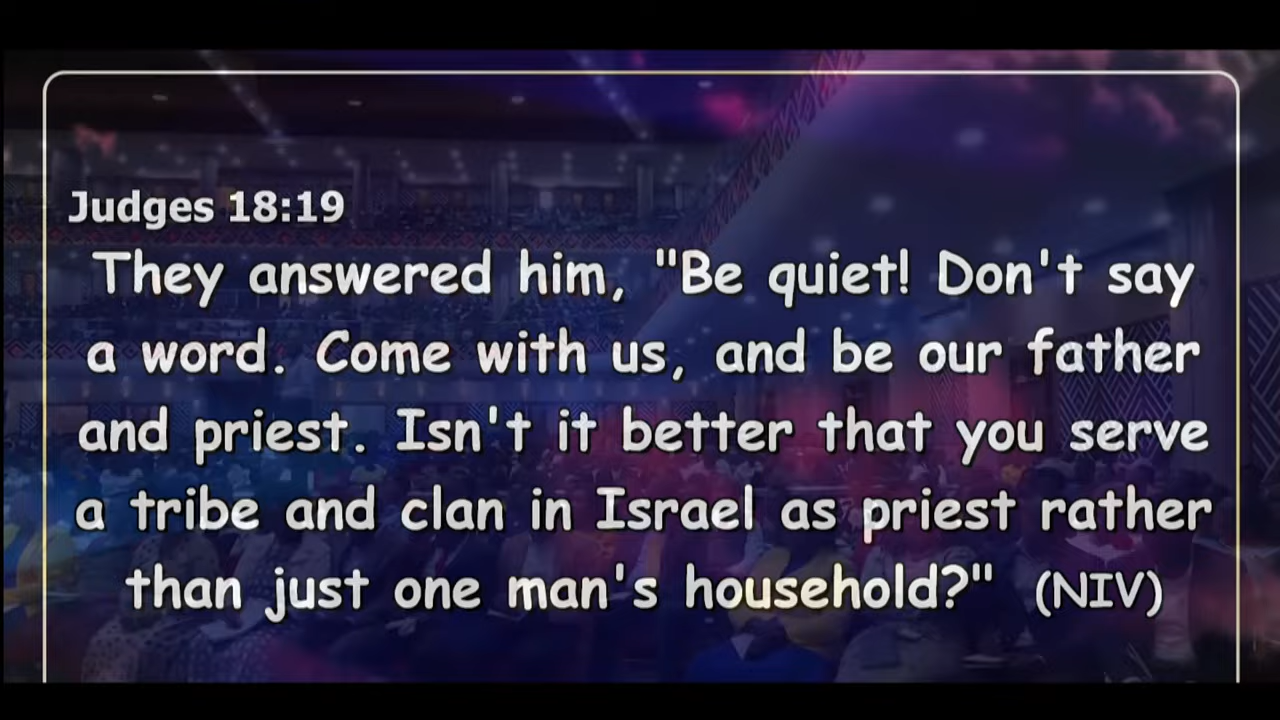 Judges 18:19
They answered him, "Be quiet! Don't say
a word. Come with us, and be our father
and priest. Isn't it better that you serve
a tribe and clan in Israel as priest rather
than just one man's household?" (NIV)